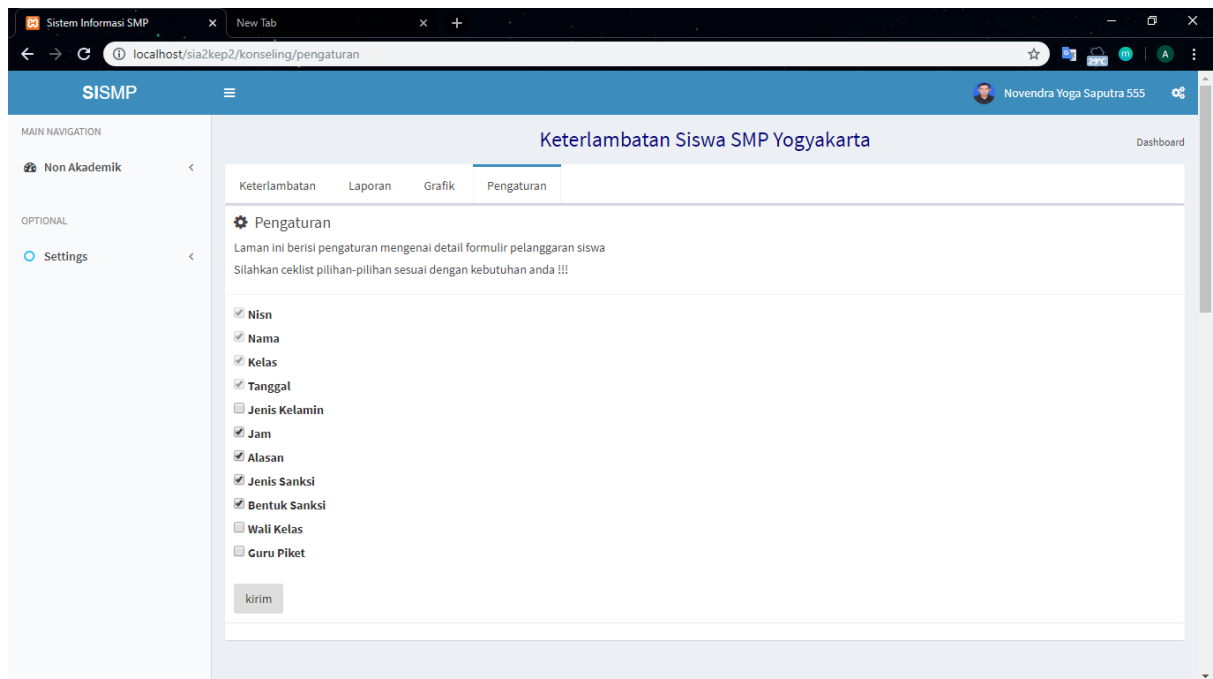 Sistem Informasi SMP
New Tab
localhost/sia2kep2/konseling/pengaturan
29°C
m
A
SISMP
Novendra Yoga Saputra 555
MAIN NAVIGATION
Keterlambatan Siswa SMP Yogyakarta
Dashboard
Non Akademik
Keterlambatan
Laporan
Grafik
Pengaturan
OPTIONAL
Settings
Pengaturan
Laman ini berisi pengaturan mengenai detail formulir pelanggaran siswa
Silahkan ceklist pilihan-pilihan sesuai dengan kebutuhan anda !!!
Nisn
Nama
Kelas
Tanggal
Jenis Kelamin
Jam
Alasan
Jenis Sanksi
Bentuk Sanksi
Wali Kelas
Guru Piket
kirim